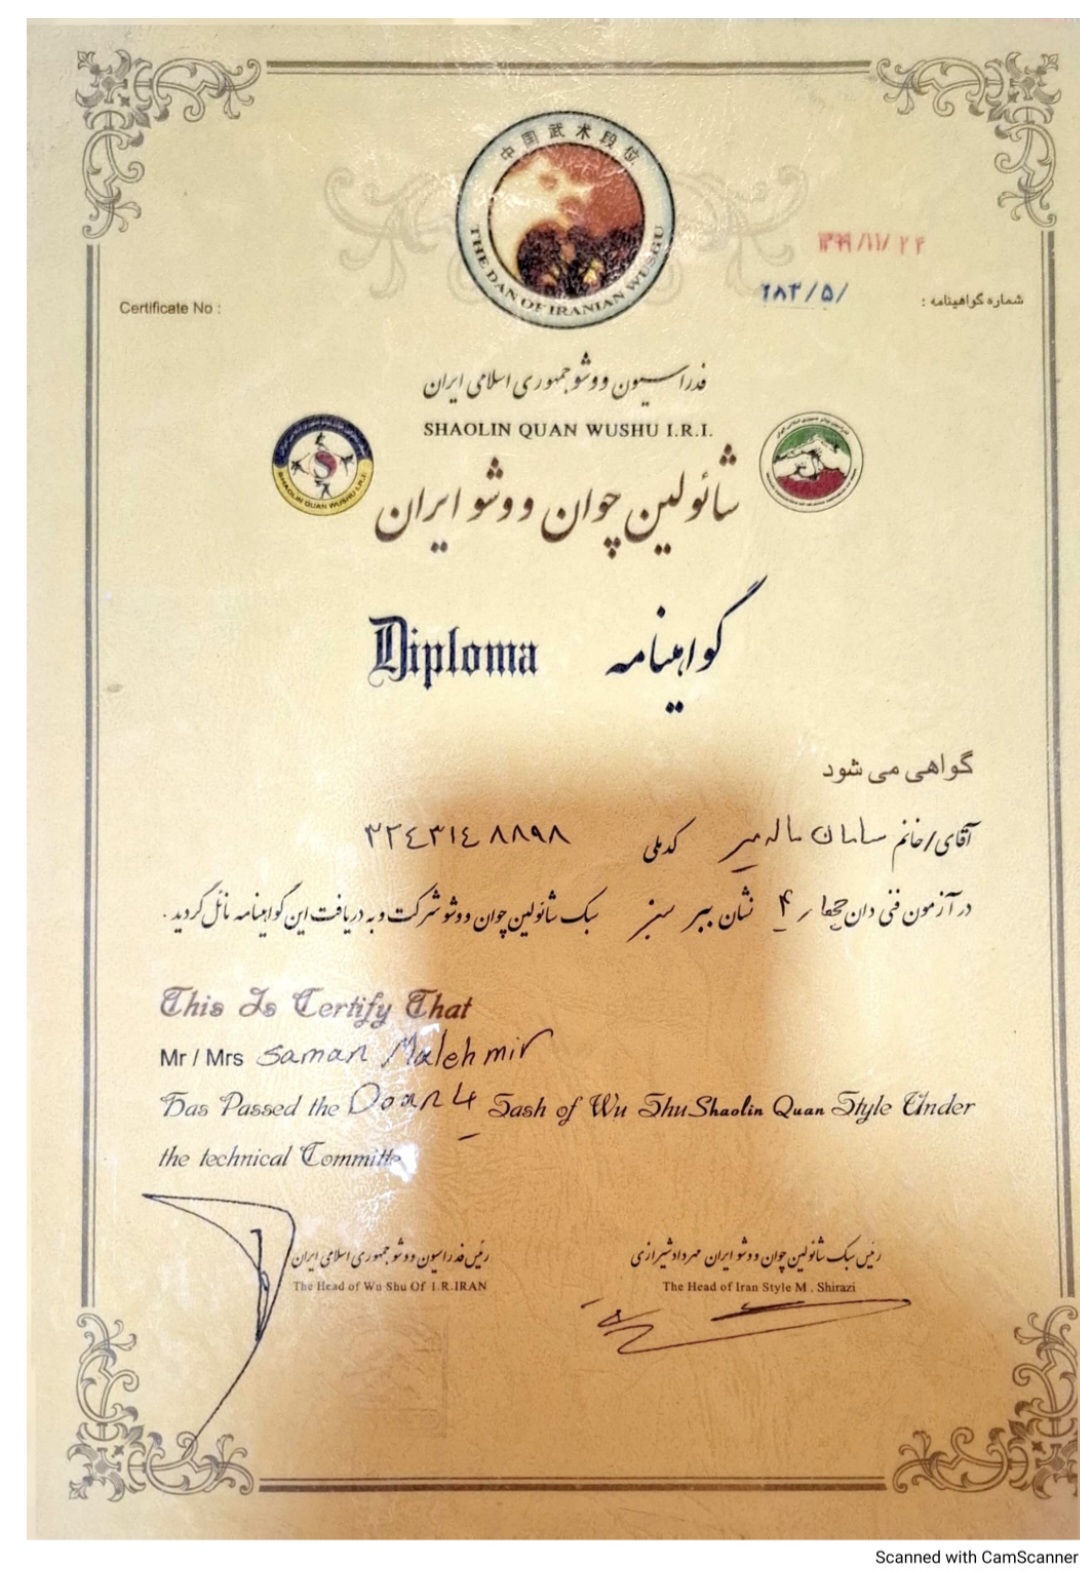 中国武术段位
THE DAN OF IRANIAN WUSGU
۱۳۹۹/۱۱/۲۴
Certificate No :
شماره گواهینامه :
۲۸۳/۵/
فدراسیون ووشو جمهوری اسلامی ایران
SHAOLIN QUAN WUSHU I.R.I.
SHAOLIN QUAN WUSHU I.R.I
شائولین چوان ووشو ایران
Diploma گواهینامه
گواهی می شود
آقای/خانم سامان ماله میر کدملی ۳۲۴۳۱۴۸۸۹۸
در آزمون فنی دان چهار ۴ نشان ببر سبز سبک شائولین چوان ووشو شرکت و به دریافت این گواهینامه نائل گردید.
This Is Certify That
Mr / Mrs Saman Malehmir
Has Passed the Doan 4 Sash of Wu Shu Shaolin Quan Style Under
the technical Committe
رئیس فدراسیون ووشو جمهوری اسلامی ایران
The Head of Wu Shu Of I.R.IRAN
رئیس سبک شائولین چوان ووشو ایران مهرداد شیرازی
The Head of Iran Style M . Shirazi
Scanned with CamScanner